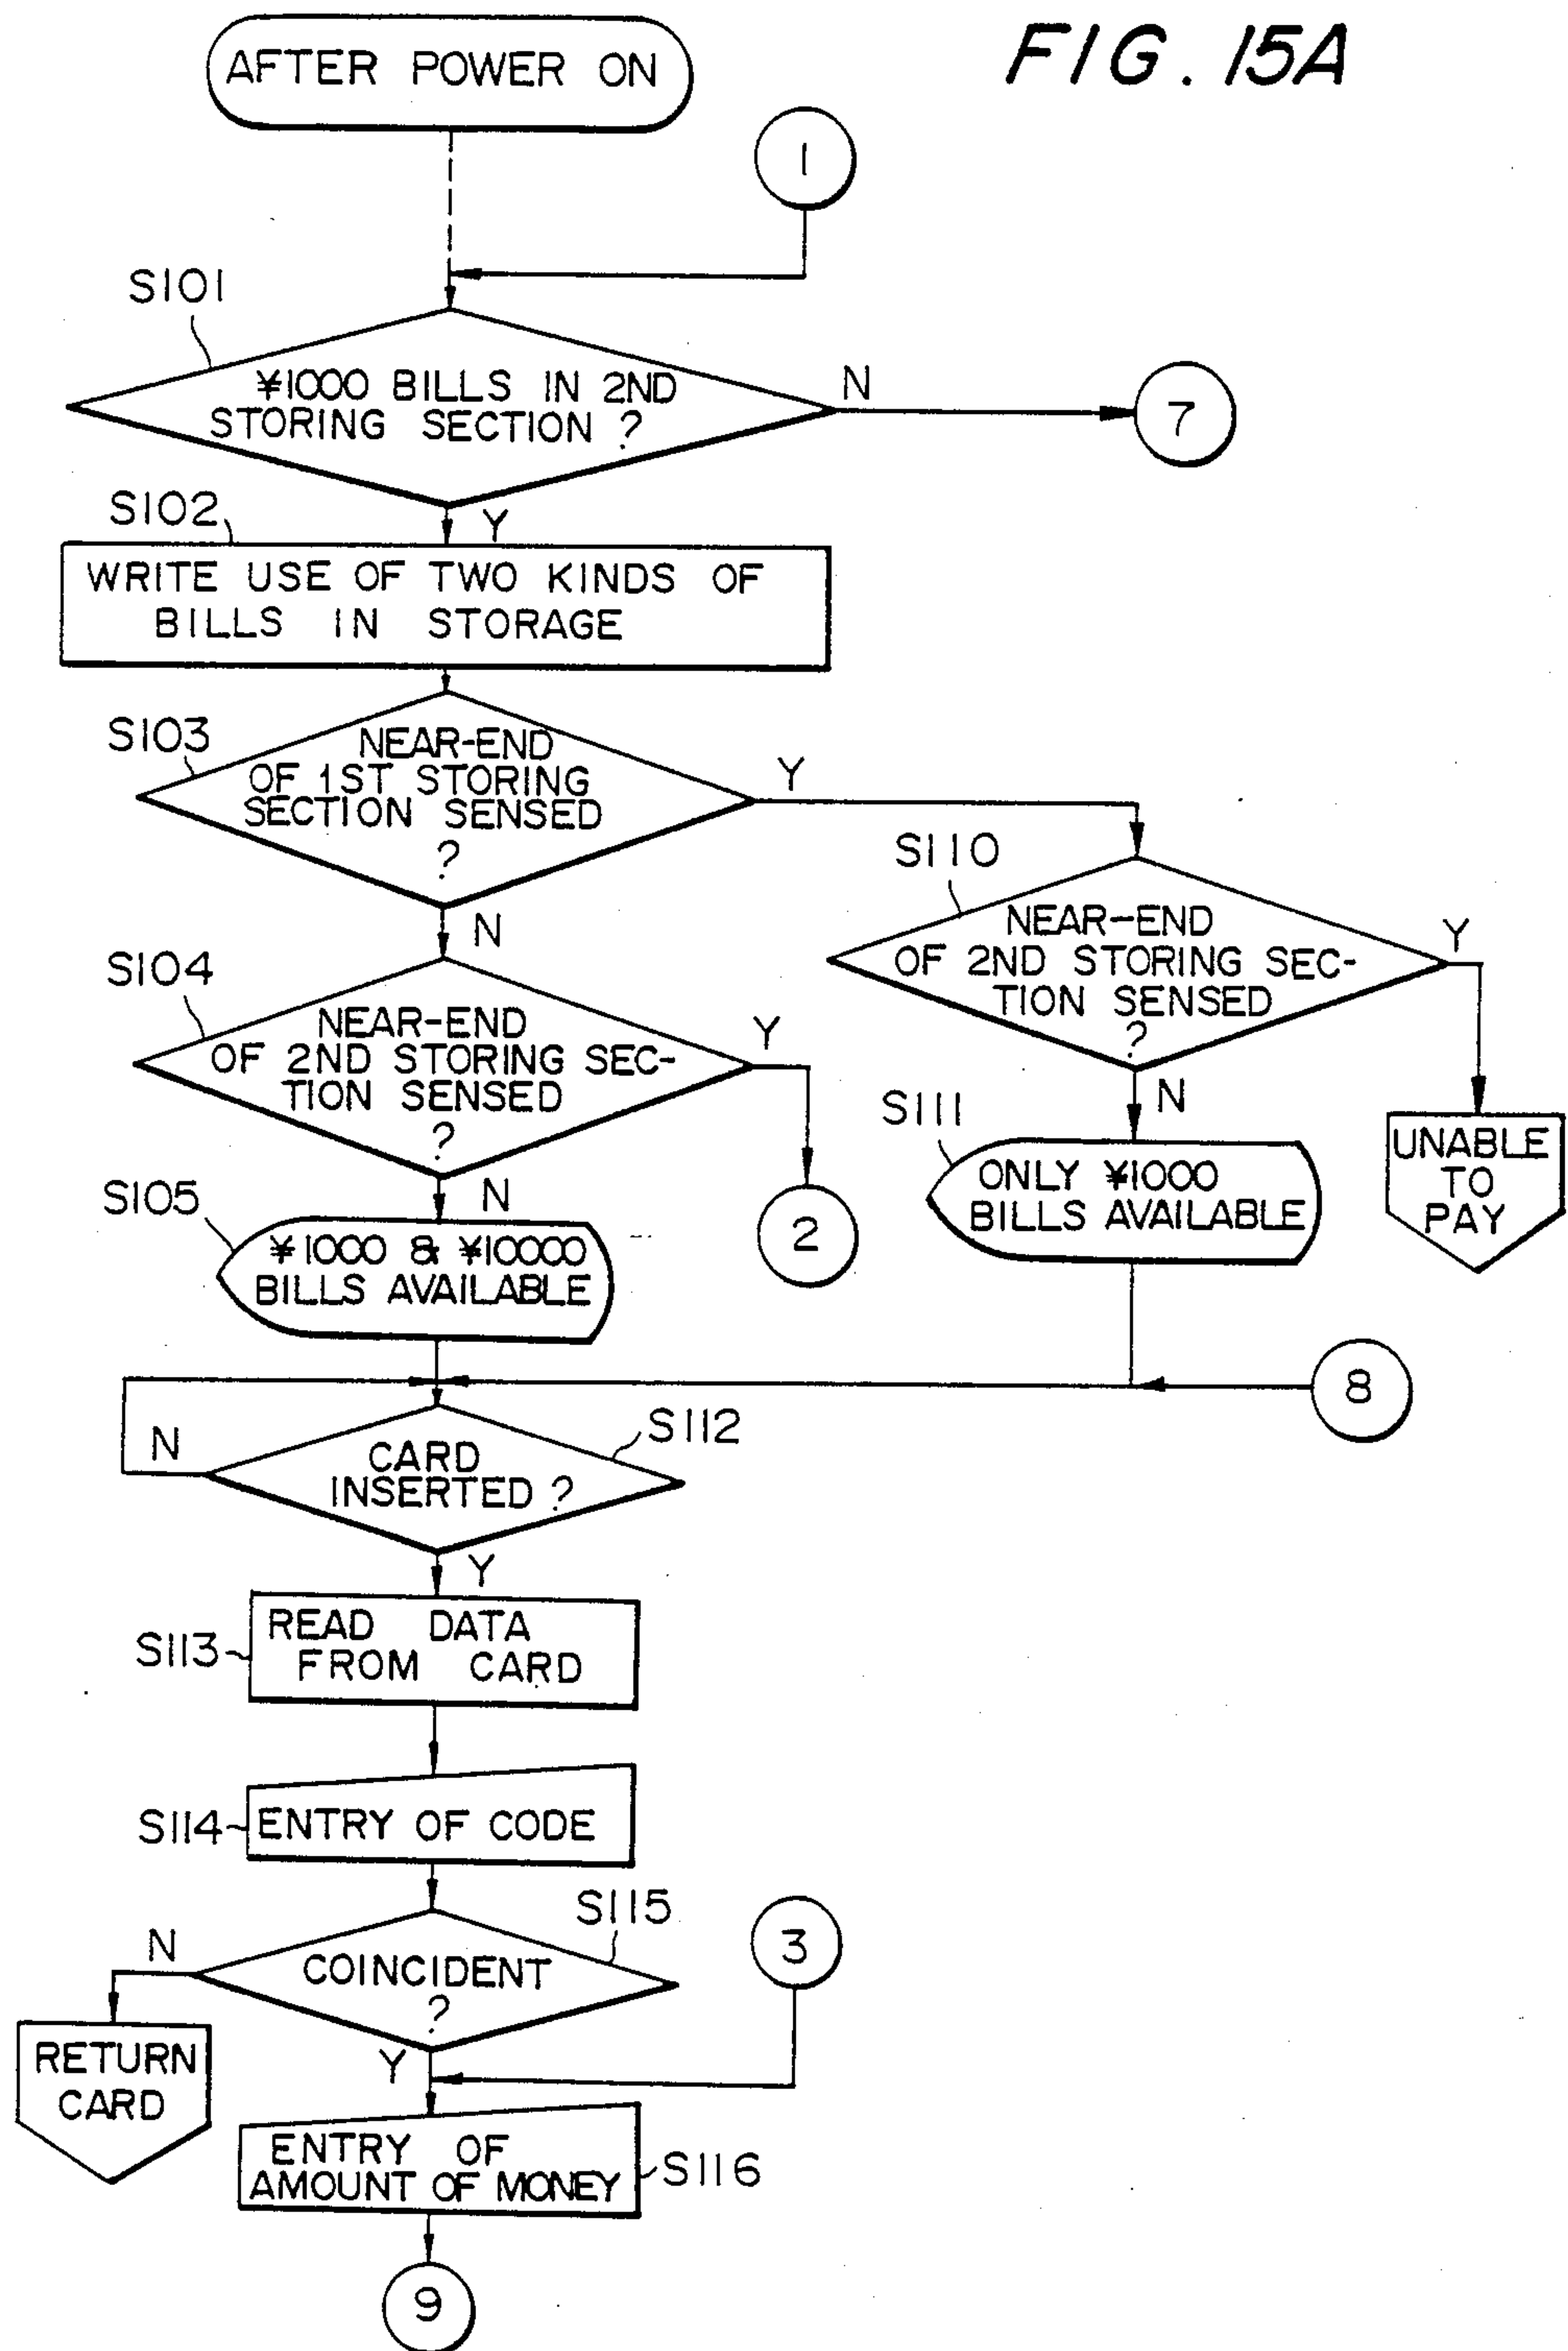 FIG. 15A
AFTER POWER ON
1
S101
¥1000 BILLS IN 2ND
STORING SECTION ?
N
7
Y
S102
WRITE USE OF TWO KINDS OF
BILLS IN STORAGE
S103
NEAR-END
OF 1ST STORING
SECTION SENSED
?
Y
N
S110
NEAR-END
OF 2ND STORING SEC-
TION SENSED
?
Y
N
S104
NEAR-END
OF 2ND STORING SEC-
TION SENSED
?
Y
N
2
S111
ONLY ¥1000
BILLS AVAILABLE
UNABLE
TO
PAY
S105
¥1000 & ¥10000
BILLS AVAILABLE
8
S112
CARD
INSERTED ?
N
Y
S113
READ DATA
FROM CARD
S114
ENTRY OF CODE
S115
COINCIDENT
?
N
Y
3
RETURN
CARD
ENTRY OF
AMOUNT OF MONEY
S116
9